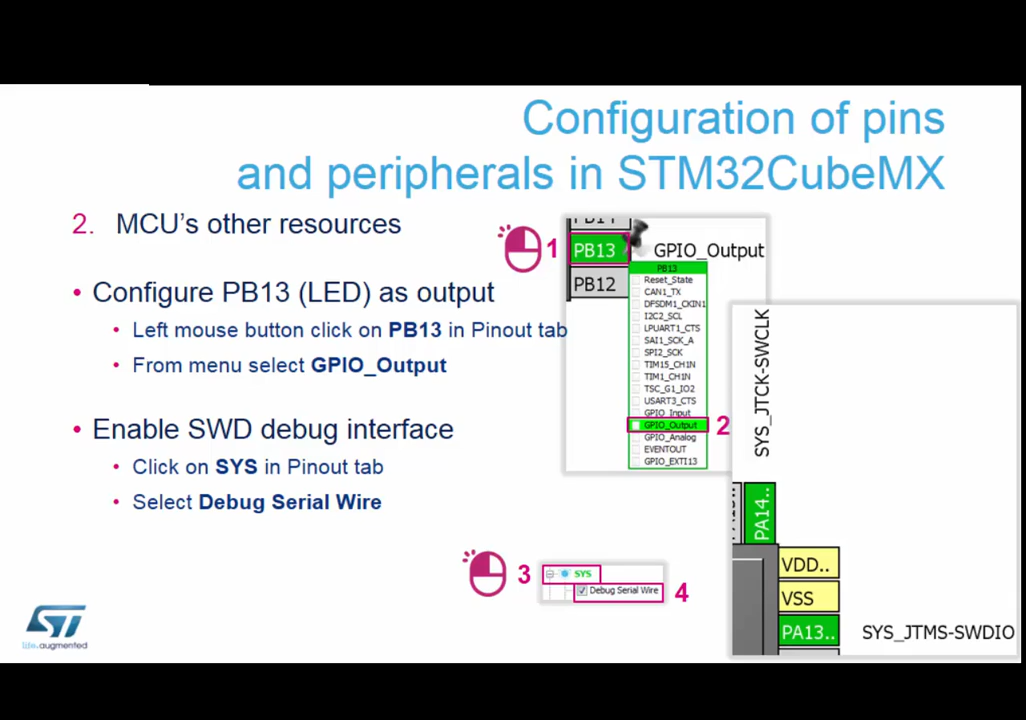 Configuration of pins
and peripherals in STM32CubeMX
2. MCU's other resources
• Configure PB13 (LED) as output
• Left mouse button click on PB13 in Pinout tab
• From menu select GPIO_Output
• Enable SWD debug interface
• Click on SYS in Pinout tab
• Select Debug Serial Wire
1
PB14
PB13
GPIO_Output
PB12
PB13
Reset_State
CAN1_TX
DFSDM1_CKIN1
I2C2_SCL
LPUART1_CTS
SAI1_SCK_A
SPI2_SCK
TIM15_CH1N
TIM1_CH1N
TSC_G1_IO2
USART3_CTS
GPIO_Input
GPIO_Output
GPIO_Analog
EVENTOUT
GPIO_EXTI13
2
SYS_JTCK-SWCLK
PA14..
VDD..
VSS
PA13..
SYS_JTMS-SWDIO
3
SYS
Debug Serial Wire
4
ST
life.augmented